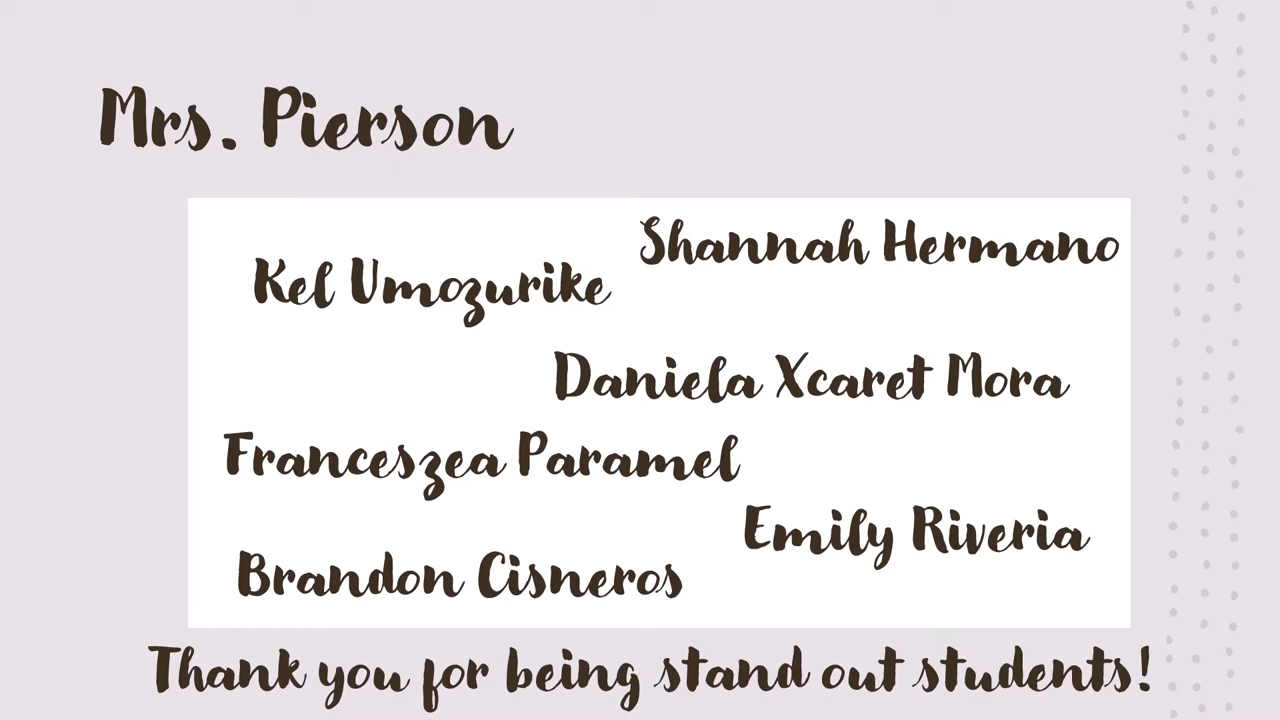 Mrs. Pierson
Shannah Hermano
Kel Umozurike
Daniela Xcaret Mora
Franceszea Paramel
Emily Riveria
Brandon Cisneros
Thank you for being stand out students!